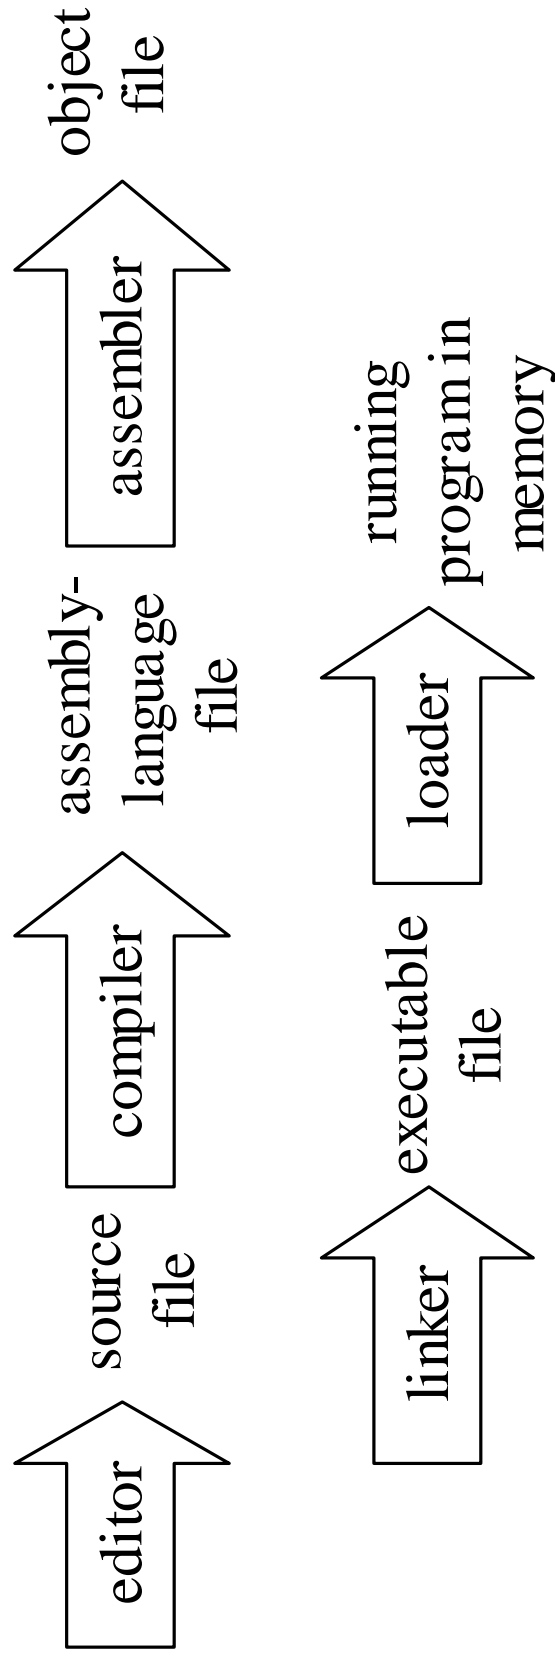 editor
source
file
compiler
assembly-
language
file
assembler
object
file
linker
executable
file
loader
running
program in
memory